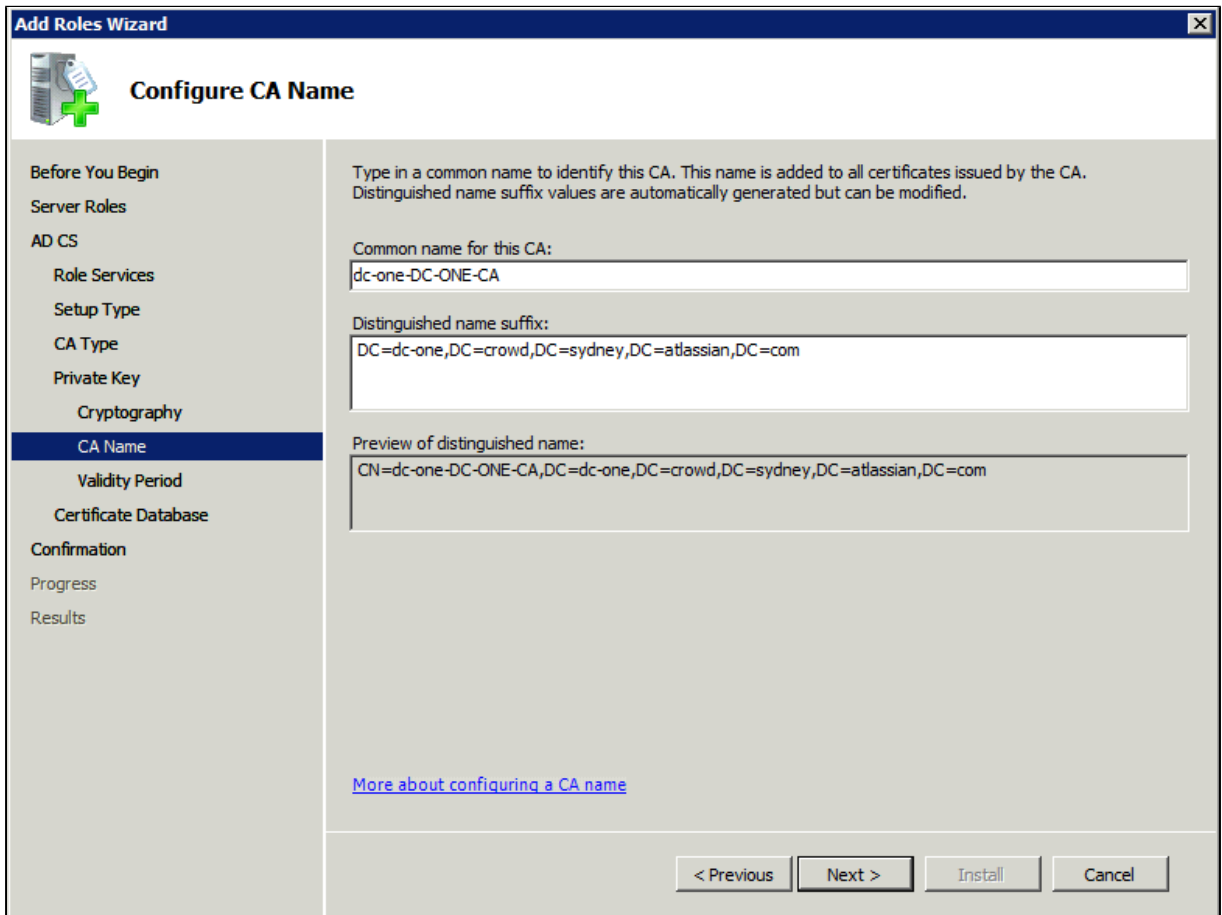 Add Roles Wizard
Configure CA Name
Before You Begin
Server Roles
AD CS
Role Services
Setup Type
CA Type
Private Key
Cryptography
CA Name
Validity Period
Certificate Database
Confirmation
Progress
Results
Type in a common name to identify this CA. This name is added to all certificates issued by the CA.
Distinguished name suffix values are automatically generated but can be modified.
Common name for this CA:
dc-one-DC-ONE-CA
Distinguished name suffix:
DC=dc-one,DC=crowd,DC=sydney,DC=atlassian,DC=com
Preview of distinguished name:
CN=dc-one-DC-ONE-CA,DC=dc-one,DC=crowd,DC=sydney,DC=atlassian,DC=com
More about configuring a CA name
< Previous
Next >
Install
Cancel